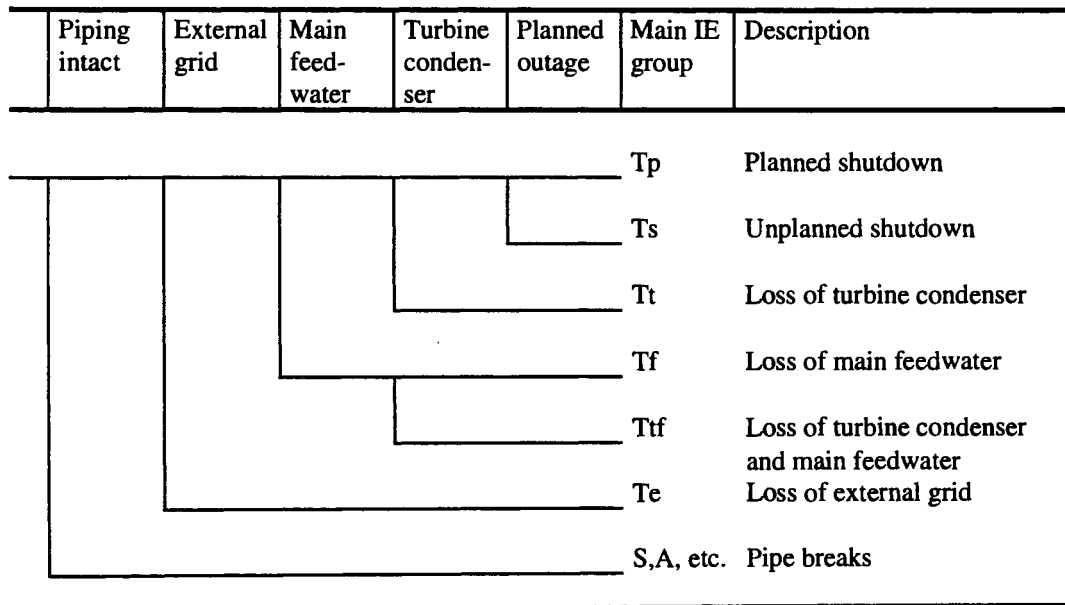 Piping intact External grid Main feed-water Turbine conden-ser Planned outage Main IE group Description
Tp Planned shutdown
Ts Unplanned shutdown
Tt Loss of turbine condenser
Tf Loss of main feedwater
Ttf Loss of turbine condenser
and main feedwater
Te Loss of external grid
S,A, etc. Pipe breaks